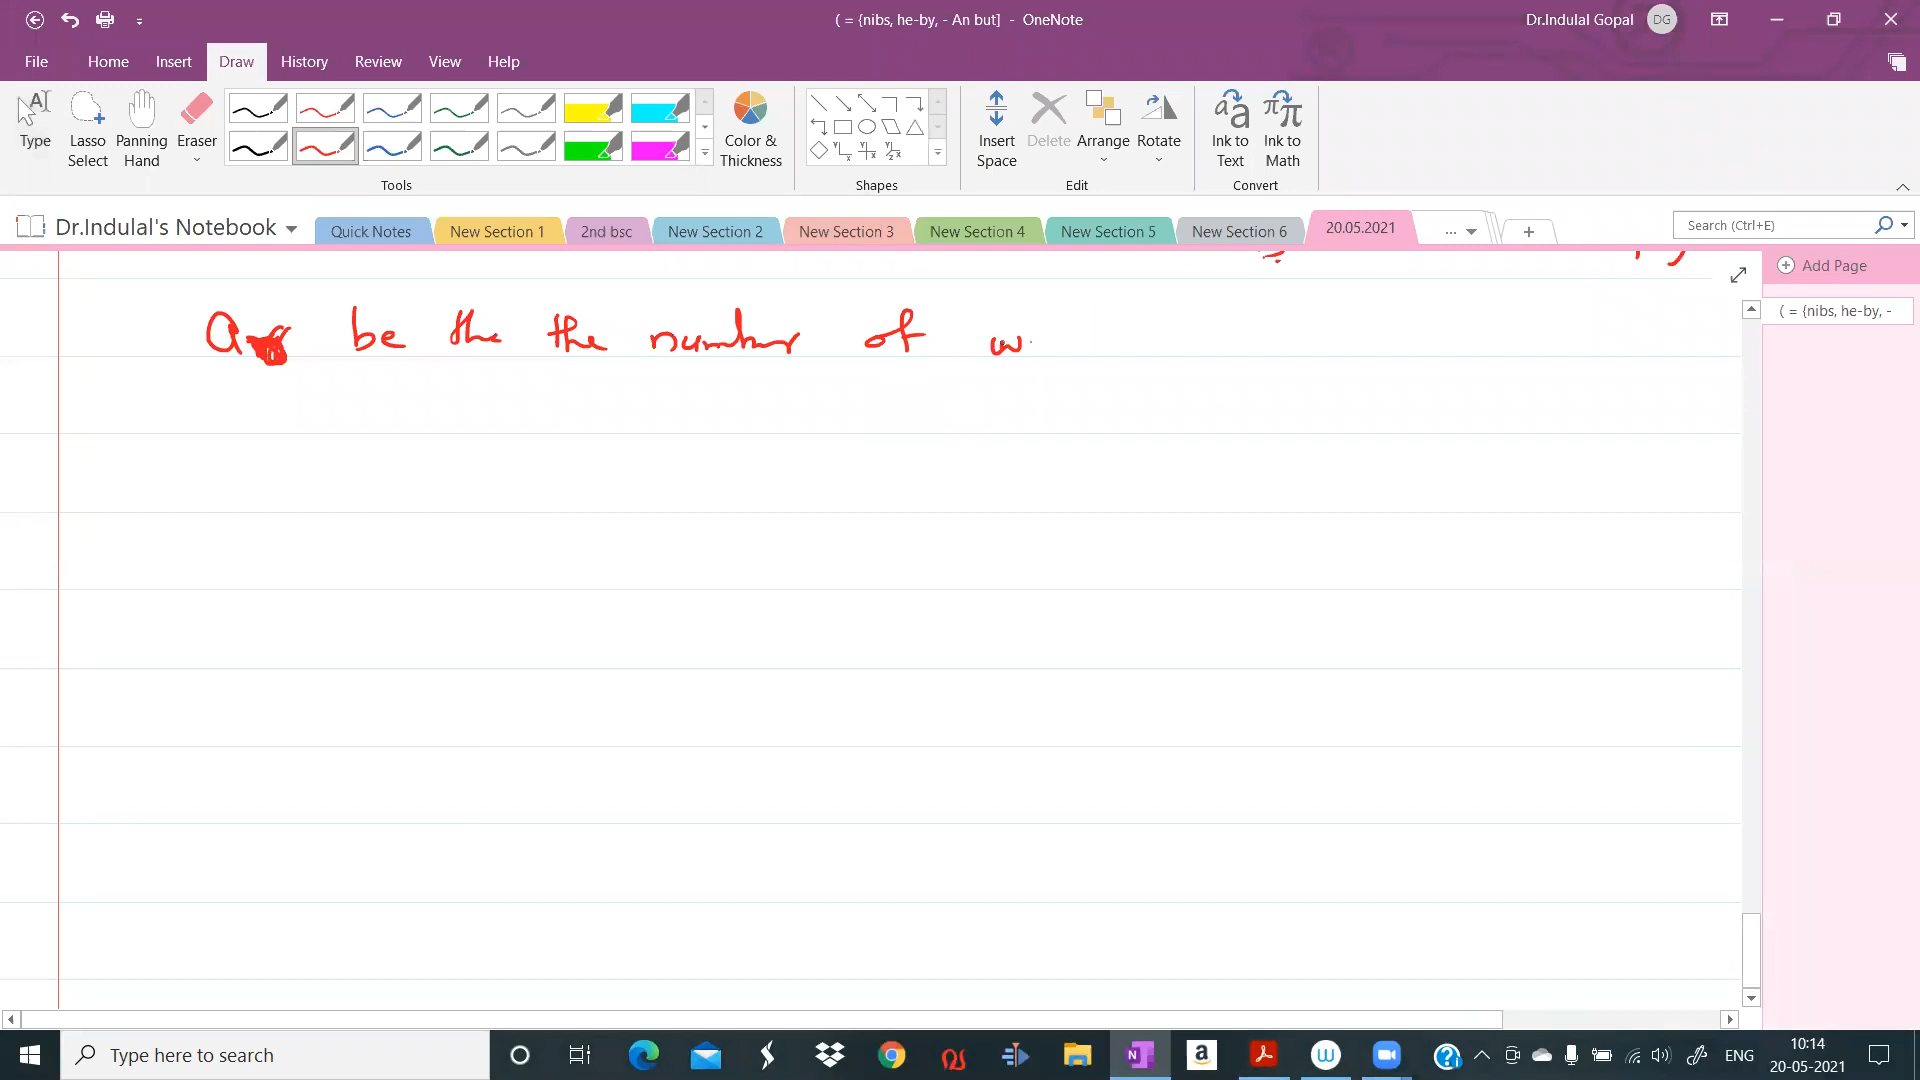 ( = {nibs, he-by, - An but] - OneNote
Dr.Indulal Gopal DG
File Home Insert Draw History Review View Help
Type Lasso Select Panning Hand Eraser Color & Thickness Insert Space Delete Arrange Rotate Ink to Text Ink to Math
Tools Shapes Edit Convert
Dr.Indulal's Notebook Quick Notes New Section 1 2nd bsc New Section 2 New Section 3 New Section 4 New Section 5 New Section 6 20.05.2021 ... + Search (Ctrl+E)
Add Page
( = {nibs, he-by, -
be the the number of w
Type here to search
ENG 10:14
20-05-2021